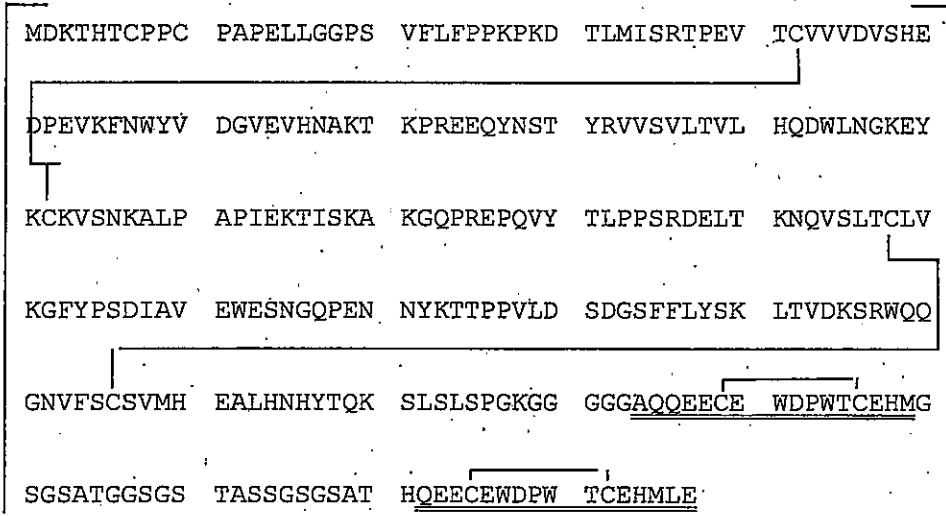 MDKTHTCPPC PAPELLGGPS VFLFPPKPKD TLMISRTPEV TCVVVDVSHE
DPEVKFNWYV DGVEVHNAKT KPREEQYNST YRVVSVLTVL HQDWLNGKEY
KCKVSNKALP APIEKTISKA KGQPREPQVY TLPPSRDELT KNQVSLTCLV
KGFYPSDIAV EWESNGQPEN NYKTTPPVLD SDGSFFLYSK LTVDKSRWQQ
GNVFSCSVMH EALHNHYTQK SLSLSPGKGG GGGAQQEECE WDPWTCEHMG
SGSATGGSGS TASSGSGSAT HQEECEWDPW TCEHMLE